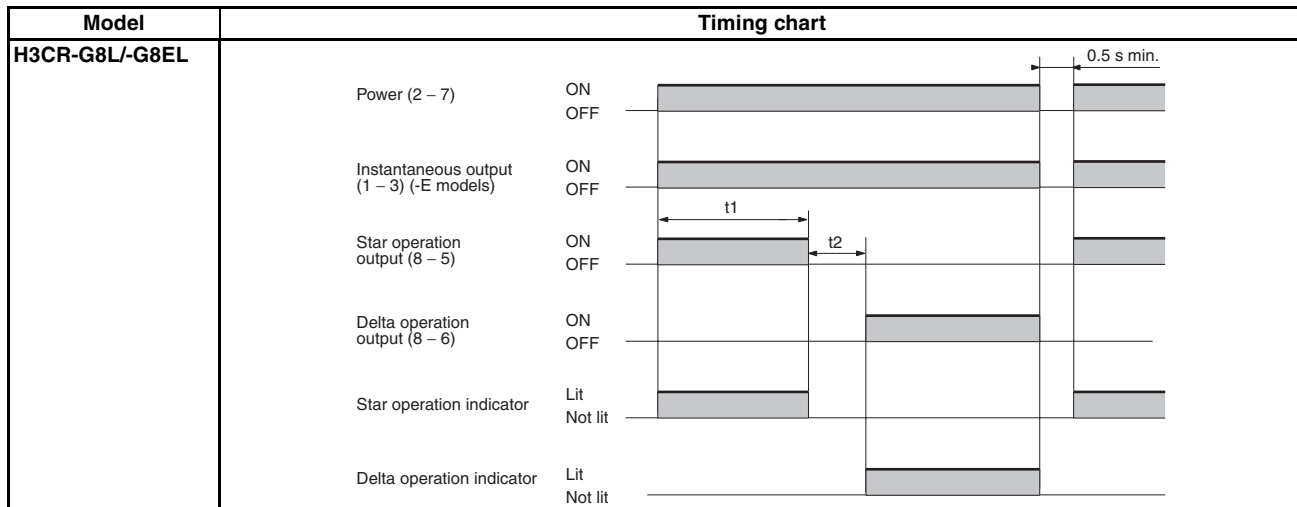 Model
Timing chart
H3CR-G8L/-G8EL
0.5 s min.
Power (2 – 7)
ON
OFF
Instantaneous output
(1 – 3) (-E models)
ON
OFF
t1
Star operation
output (8 – 5)
ON
OFF
t2
Delta operation
output (8 – 6)
ON
OFF
Star operation indicator
Lit
Not lit
Delta operation indicator
Lit
Not lit